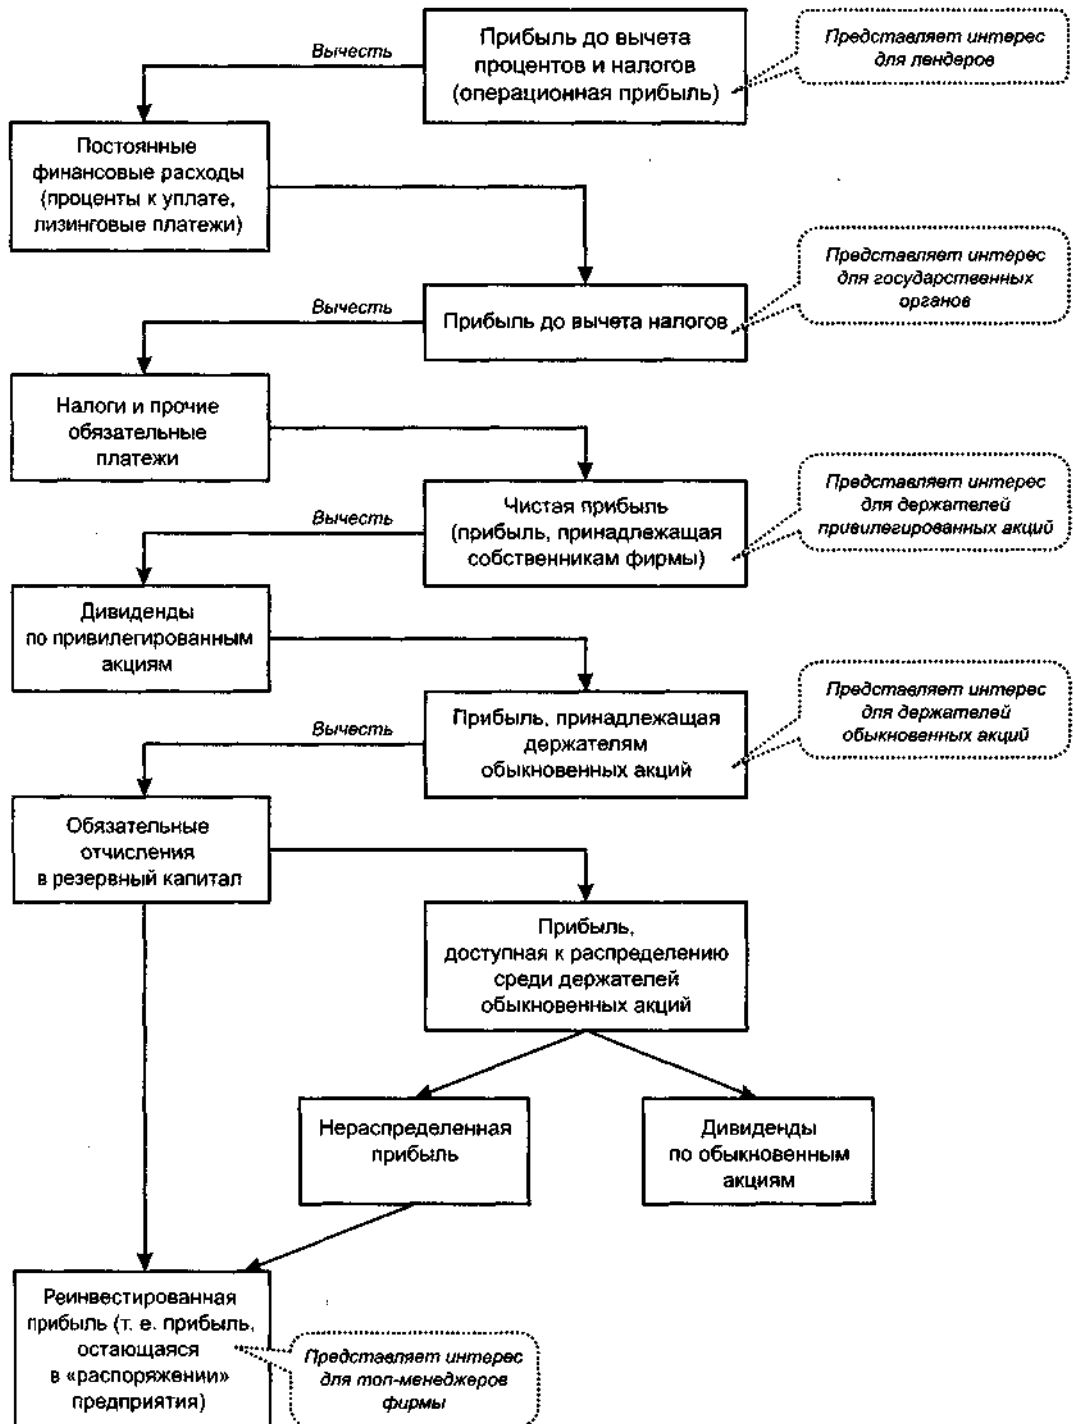 Прибыль до вычета
процентов и налогов
(операционная прибыль)
Представляет интерес
для лендеров
Вычесть
Постоянные
финансовые расходы
(проценты к уплате,
лизинговые платежи)
Представляет интерес
для государственных
органов
Вычесть
Прибыль до вычета налогов
Налоги и прочие
обязательные
платежи
Представляет интерес
для держателей
привилегированных акций
Вычесть
Чистая прибыль
(прибыль, принадлежащая
собственникам фирмы)
Дивиденды
по привилегированным
акциям
Представляет интерес
для держателей
обыкновенных акций
Вычесть
Прибыль, принадлежащая
держателям
обыкновенных акций
Обязательные
отчисления
в резервный капитал
Прибыль,
доступная к распределению
среди держателей
обыкновенных акций
Нераспределенная
прибыль
Дивиденды
по обыкновенным
акциям
Реинвестированная
прибыль (т. е. прибыль,
остающаяся
в «распоряжении»
предприятия)
Представляет интерес
для топ-менеджеров
фирмы